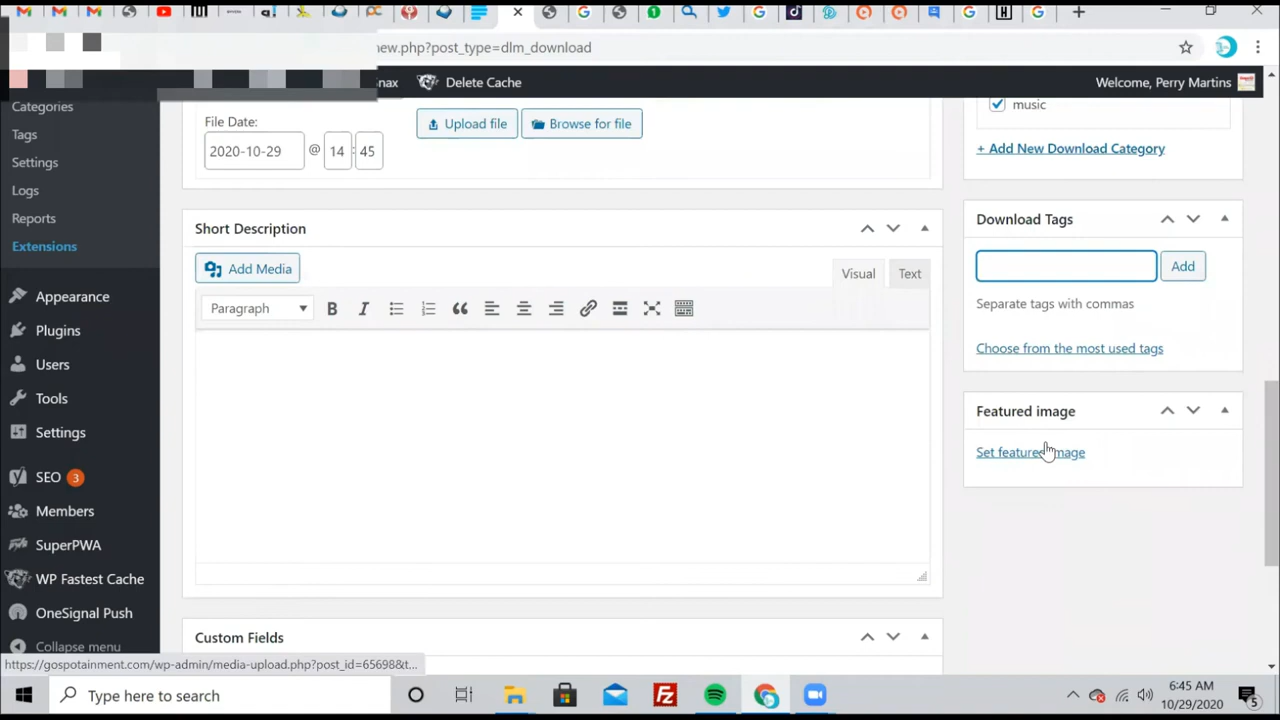 new.php?post_type=dlm_download
nax
Delete Cache
Welcome, Perry Martins
Categories
Tags
Settings
Logs
Reports
Extensions
Appearance
Plugins
Users
Tools
Settings
SEO 3
Members
SuperPWA
WP Fastest Cache
OneSignal Push
Collapse menu
File Date:
2020-10-29 @ 14 : 45
Upload file
Browse for file
Short Description
Add Media
Visual
Text
Paragraph
Custom Fields
music
+ Add New Download Category
Download Tags
Add
Separate tags with commas
Choose from the most used tags
Featured image
Set featured image
https://gospotainment.com/wp-admin/media-upload.php?post_id=65698&t...
Type here to search
6:45 AM
10/29/2020
5